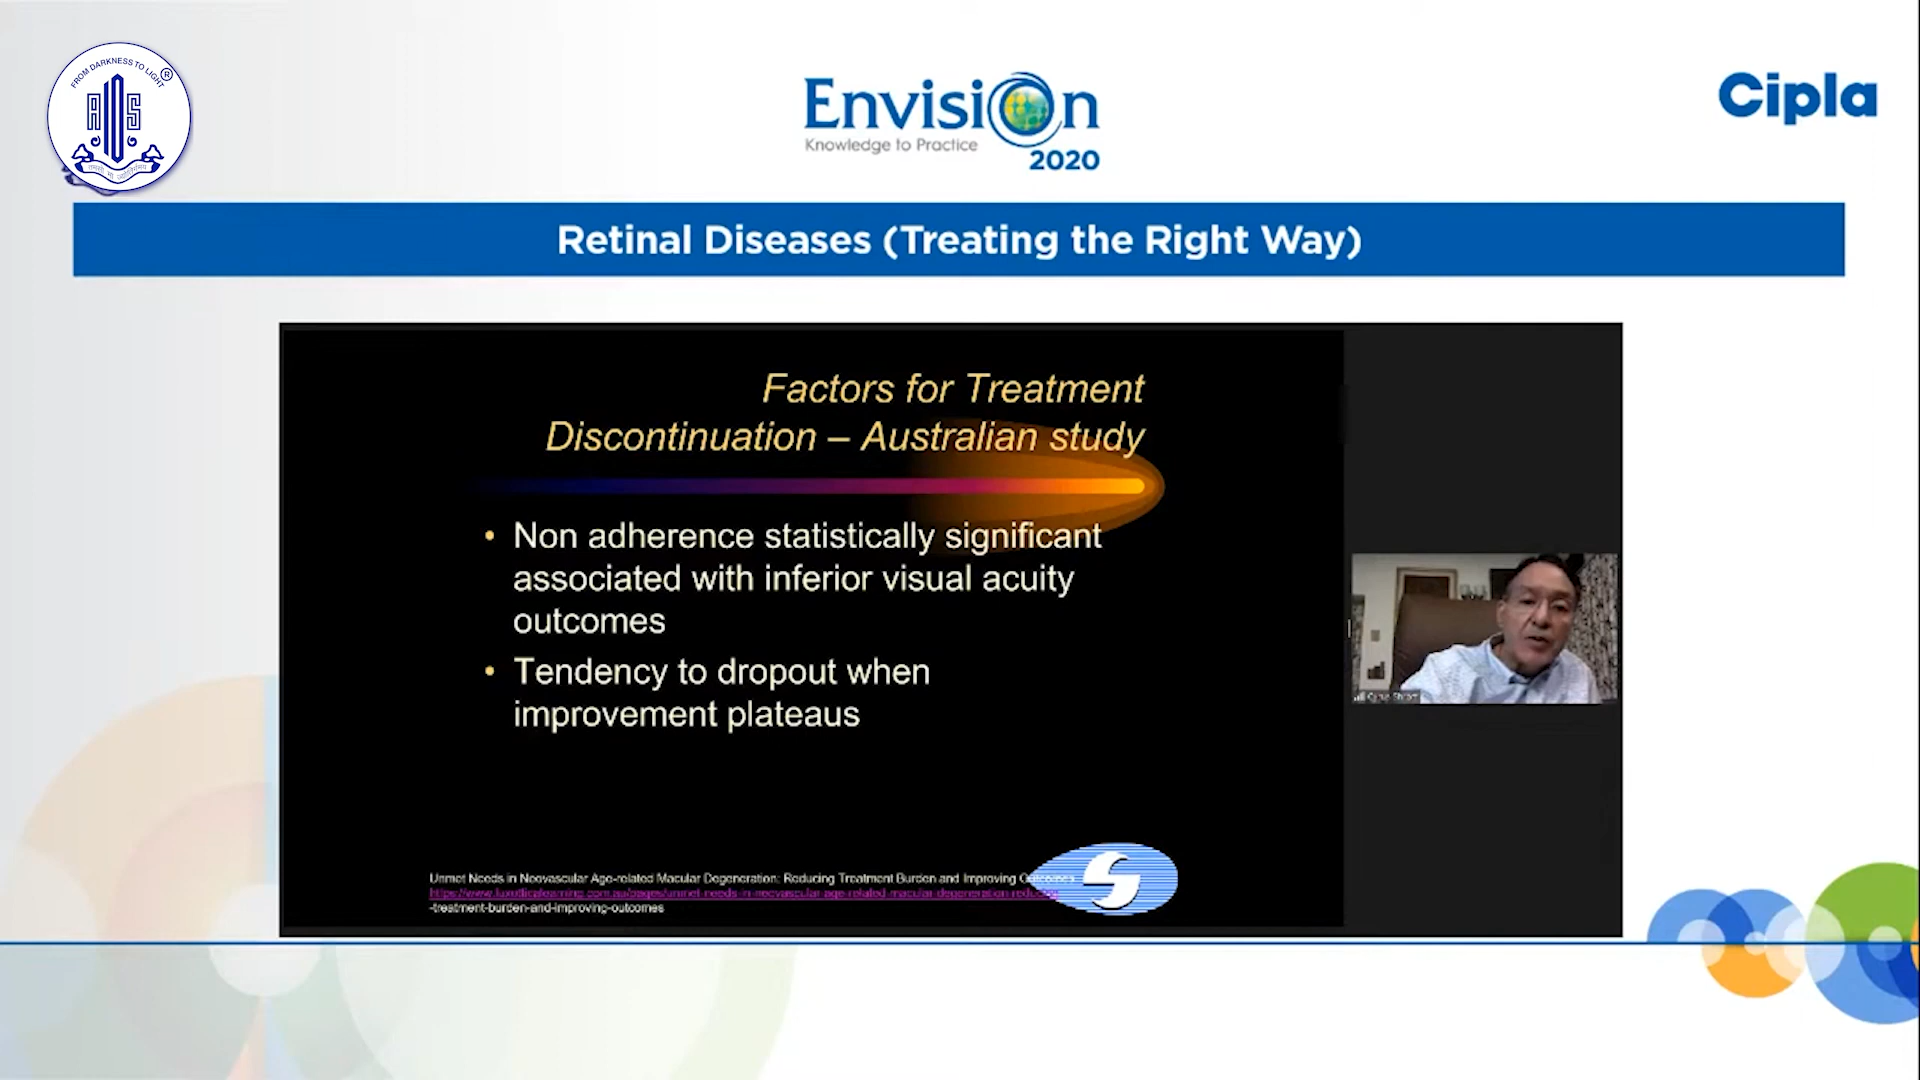 FROM DARKNESS TO LIGHT
®
AIOS
Envision
Knowledge to Practice
2020
Cipla
Retinal Diseases (Treating the Right Way)
Factors for Treatment
Discontinuation – Australian study
• Non adherence statistically significant
associated with inferior visual acuity
outcomes
• Tendency to dropout when
improvement plateaus
Unmet Needs in Neovascular Age-related Macular Degeneration: Reducing Treatment Burden and Improving Outcomes
-treatment-burden-and-improving-outcomes